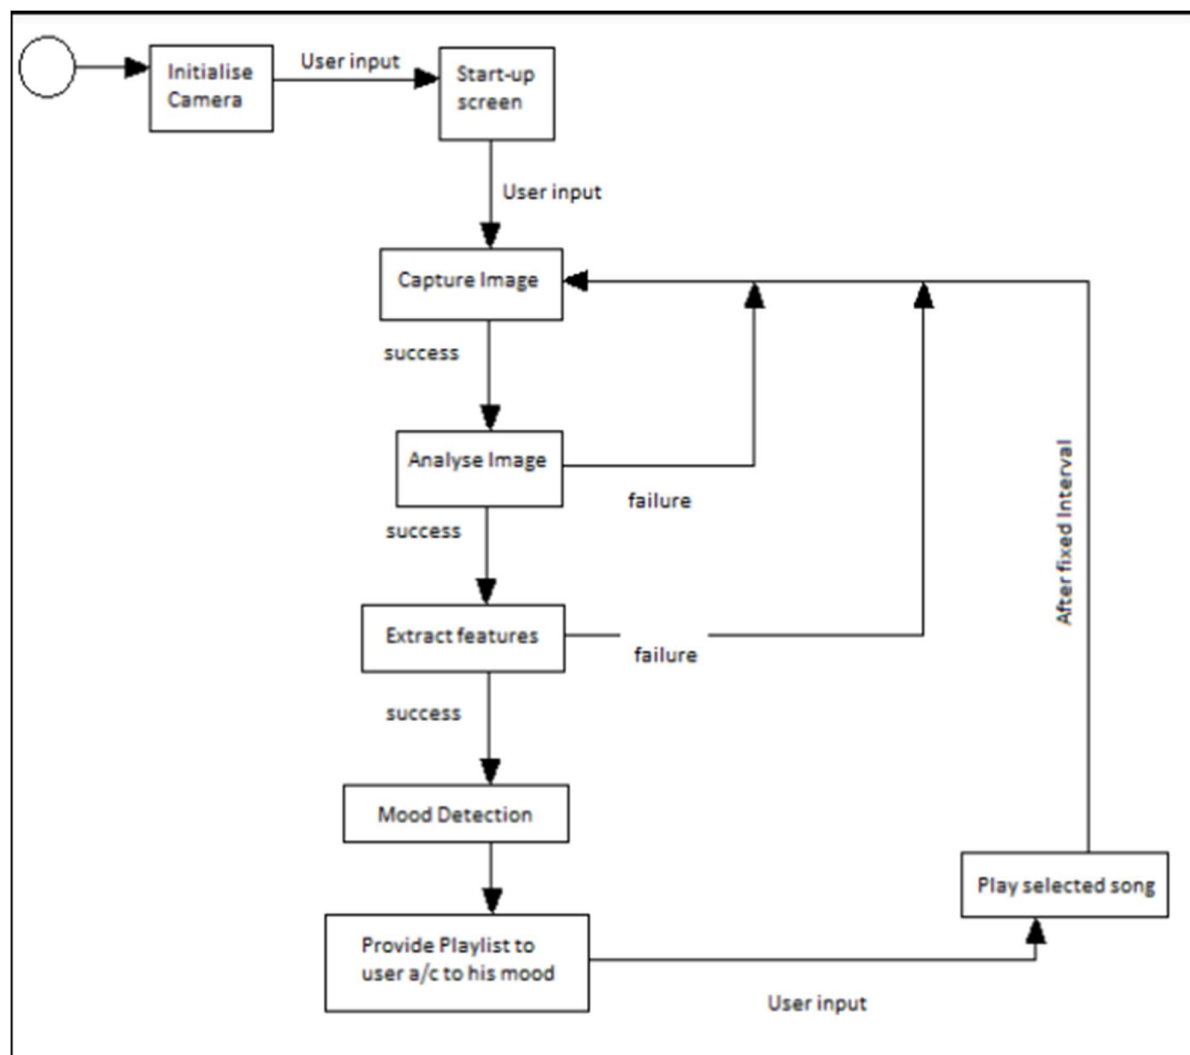 Initialise
Camera
User input
Start-up
screen
User input
Capture Image
success
Analyse Image
failure
success
Extract features
failure
success
Mood Detection
After fixed Interval
Play selected song
Provide Playlist to
user a/c to his mood
User input